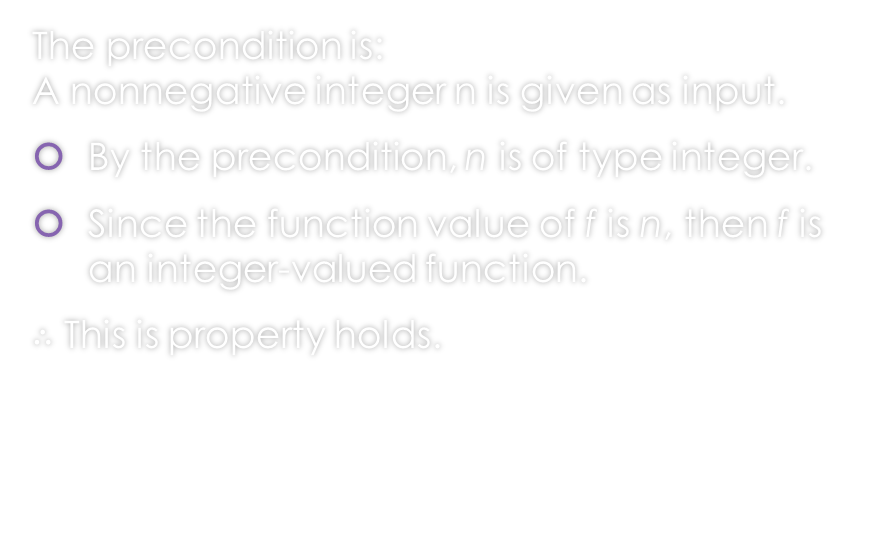 The precondition is:
A nonnegative integer n is given as input.
By the precondition, n is of type integer.
Since the function value of f is n, then f is
an integer-valued function.
∴ This is property holds.